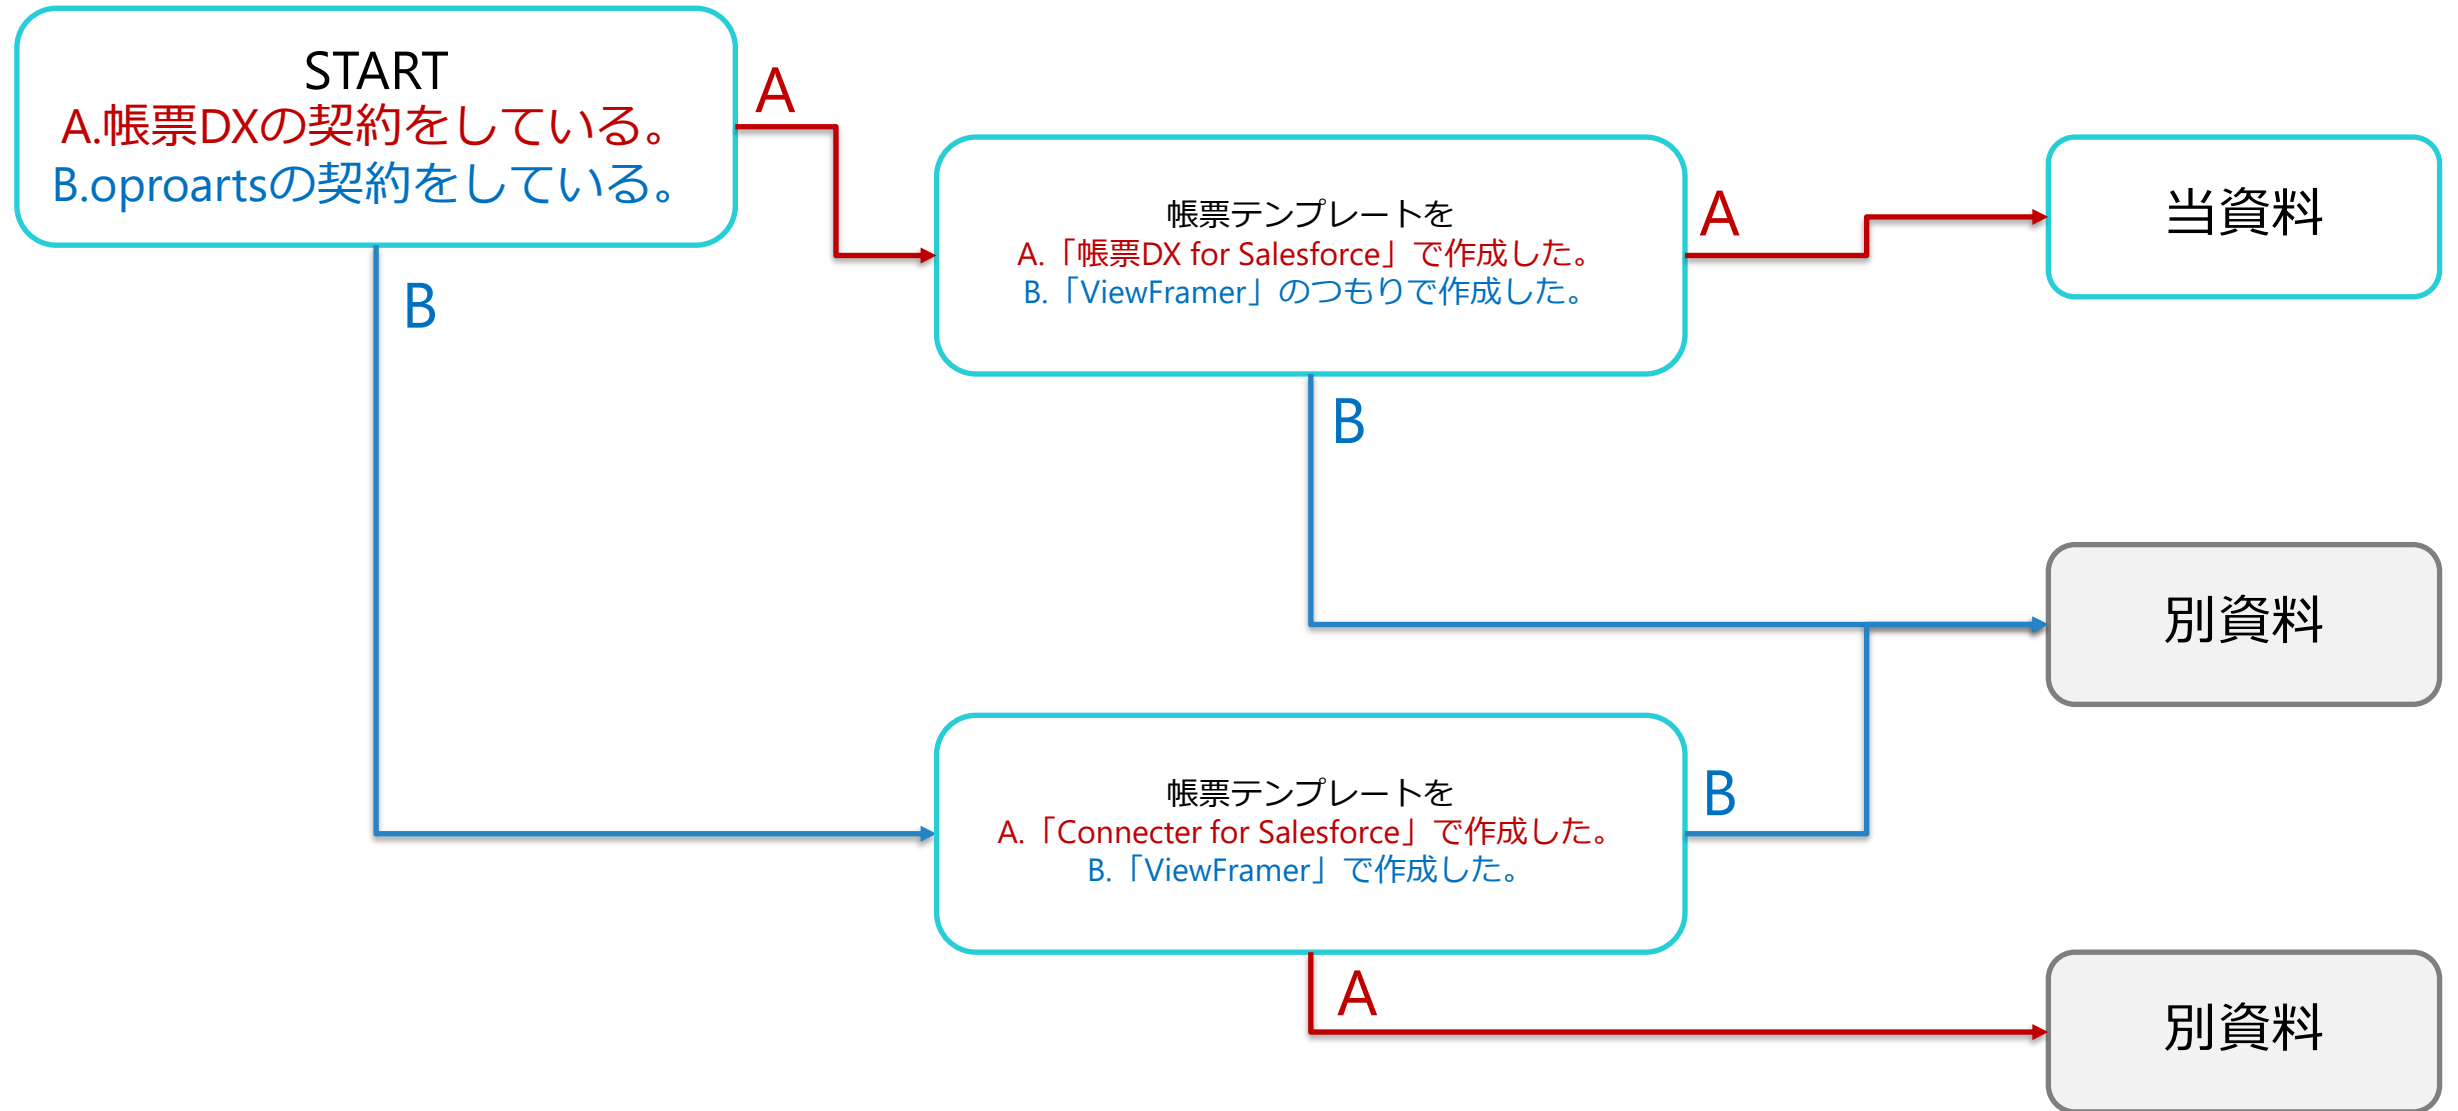 START
A.帳票DXの契約をしている。
B.oproartsの契約をしている。
A
B
帳票テンプレートを
A.「帳票DX for Salesforce」で作成した。
B.「ViewFramer」のつもりで作成した。
A
B
当資料
別資料
帳票テンプレートを
A.「Connecter for Salesforce」で作成した。
B.「ViewFramer」で作成した。
B
A
別資料